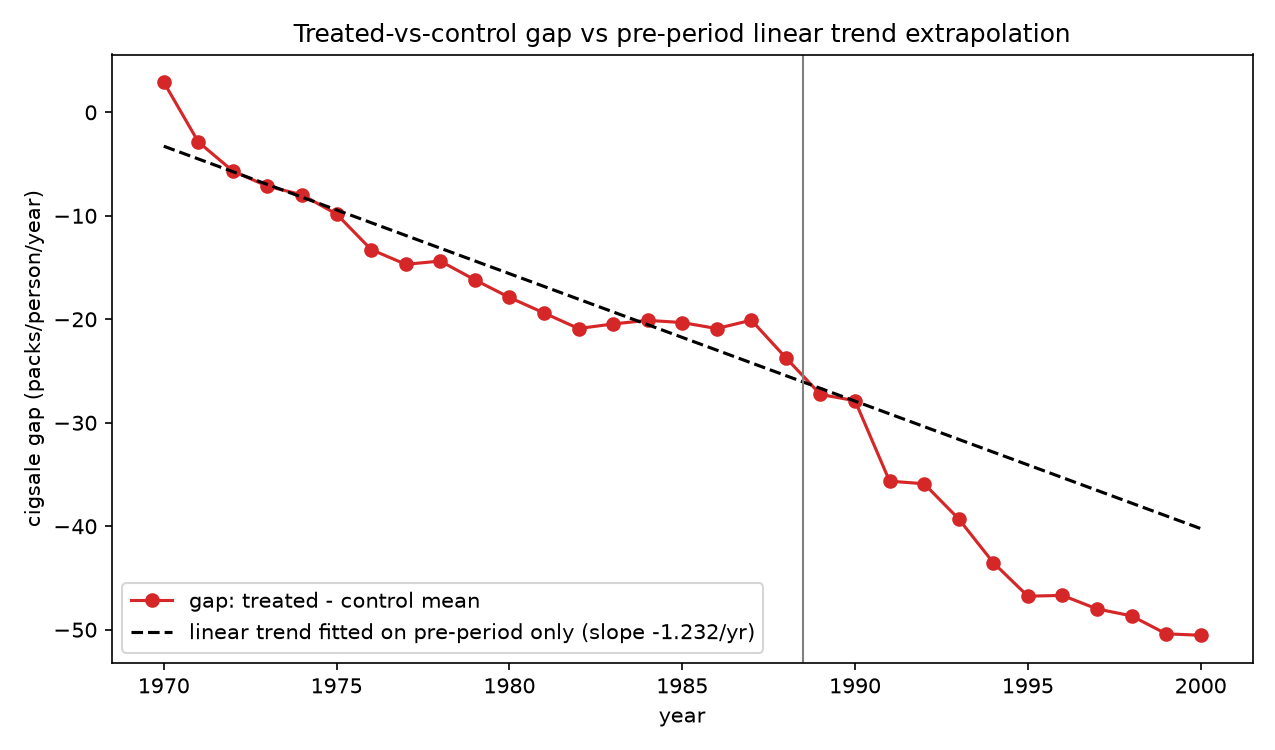 Treated-vs-control gap vs pre-period linear trend extrapolation
cigsale gap (packs/person/year)
0
−10
−20
−30
−40
−50
gap: treated - control mean
linear trend fitted on pre-period only (slope -1.232/yr)
1970 1975 1980 1985 1990 1995 2000
year